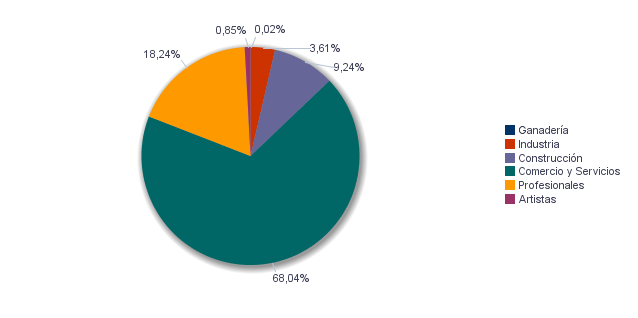 0,85%
0,02%
3,61%
18,24%
9,24%
68,04%
Ganadería
Industria
Construcción
Comercio y Servicios
Profesionales
Artistas